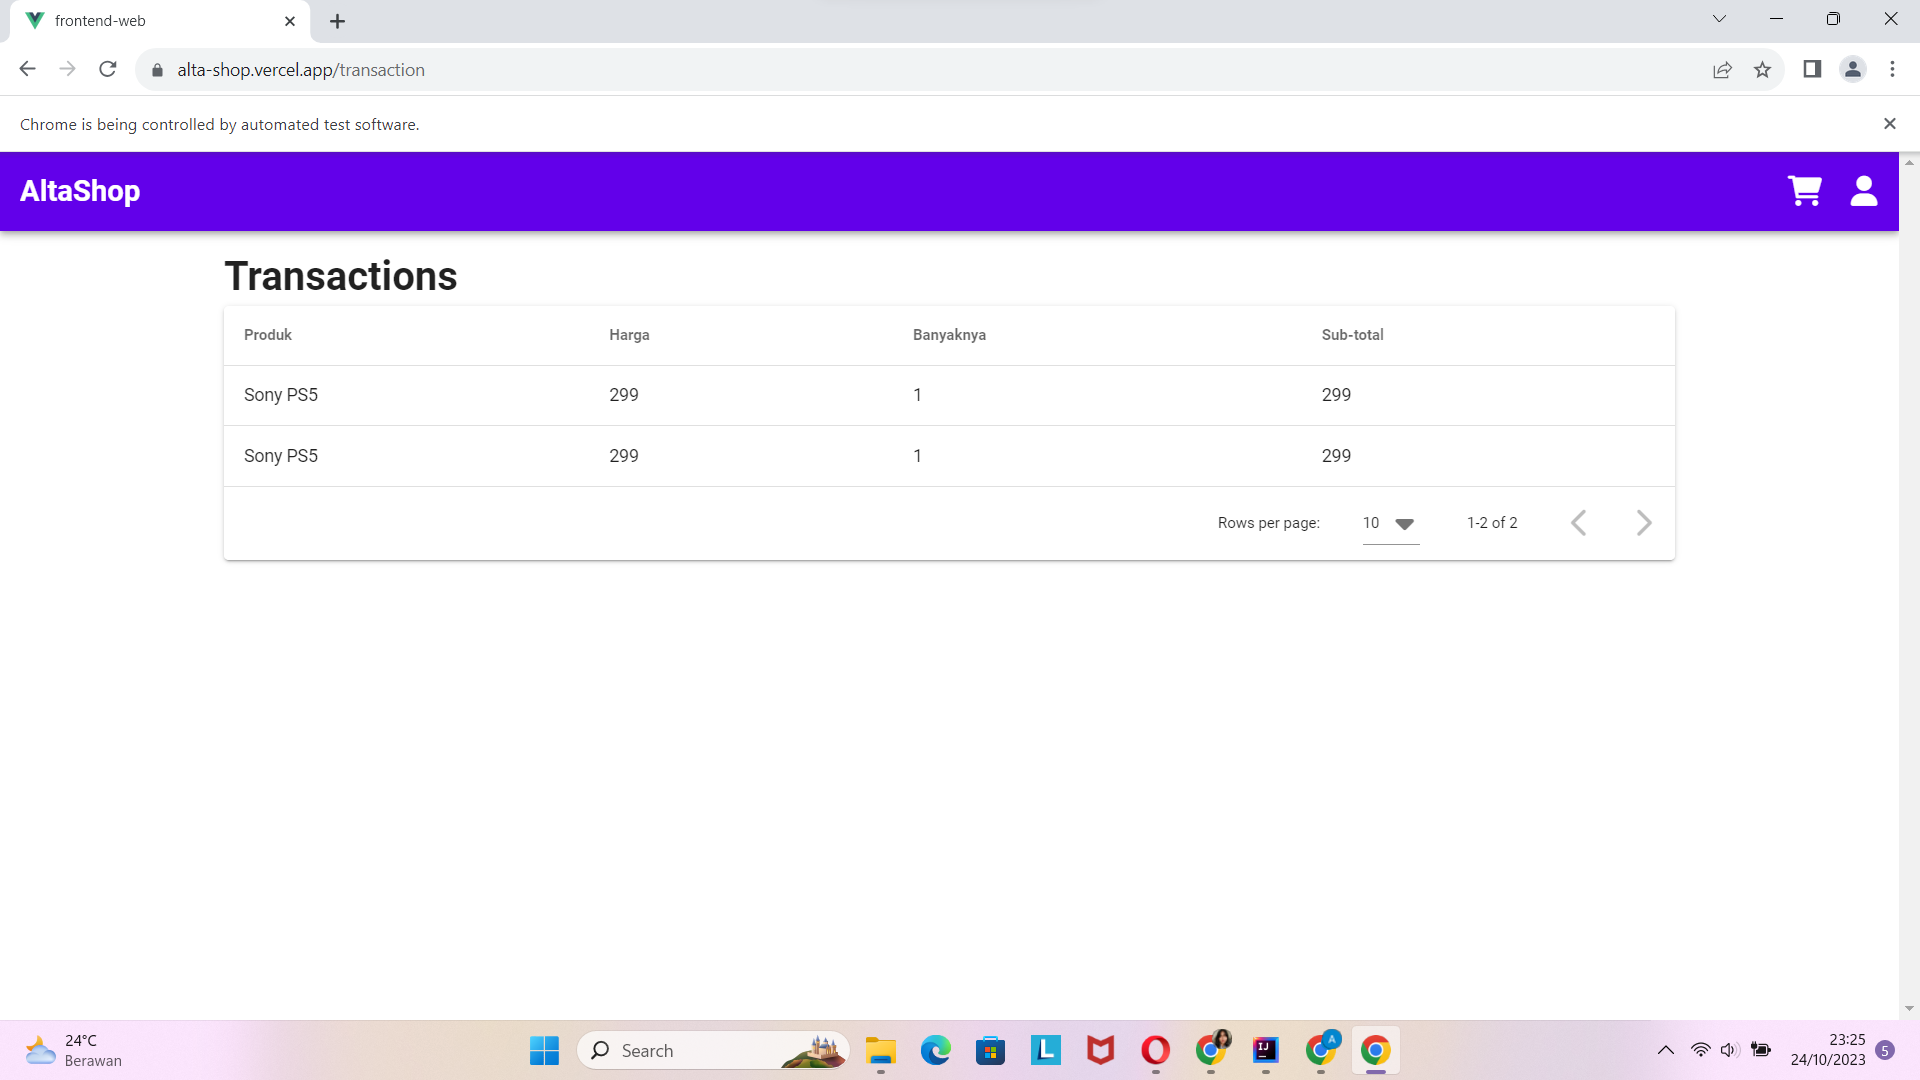 frontend-web
alta-shop.vercel.app/transaction
Chrome is being controlled by automated test software.
AltaShop
Transactions
Produk Harga Banyaknya Sub-total
Sony PS5 299 1 299
Sony PS5 299 1 299
Rows per page: 10 1-2 of 2
24°C
Berawan
Search
L
IJ
A
23:25
24/10/2023
5